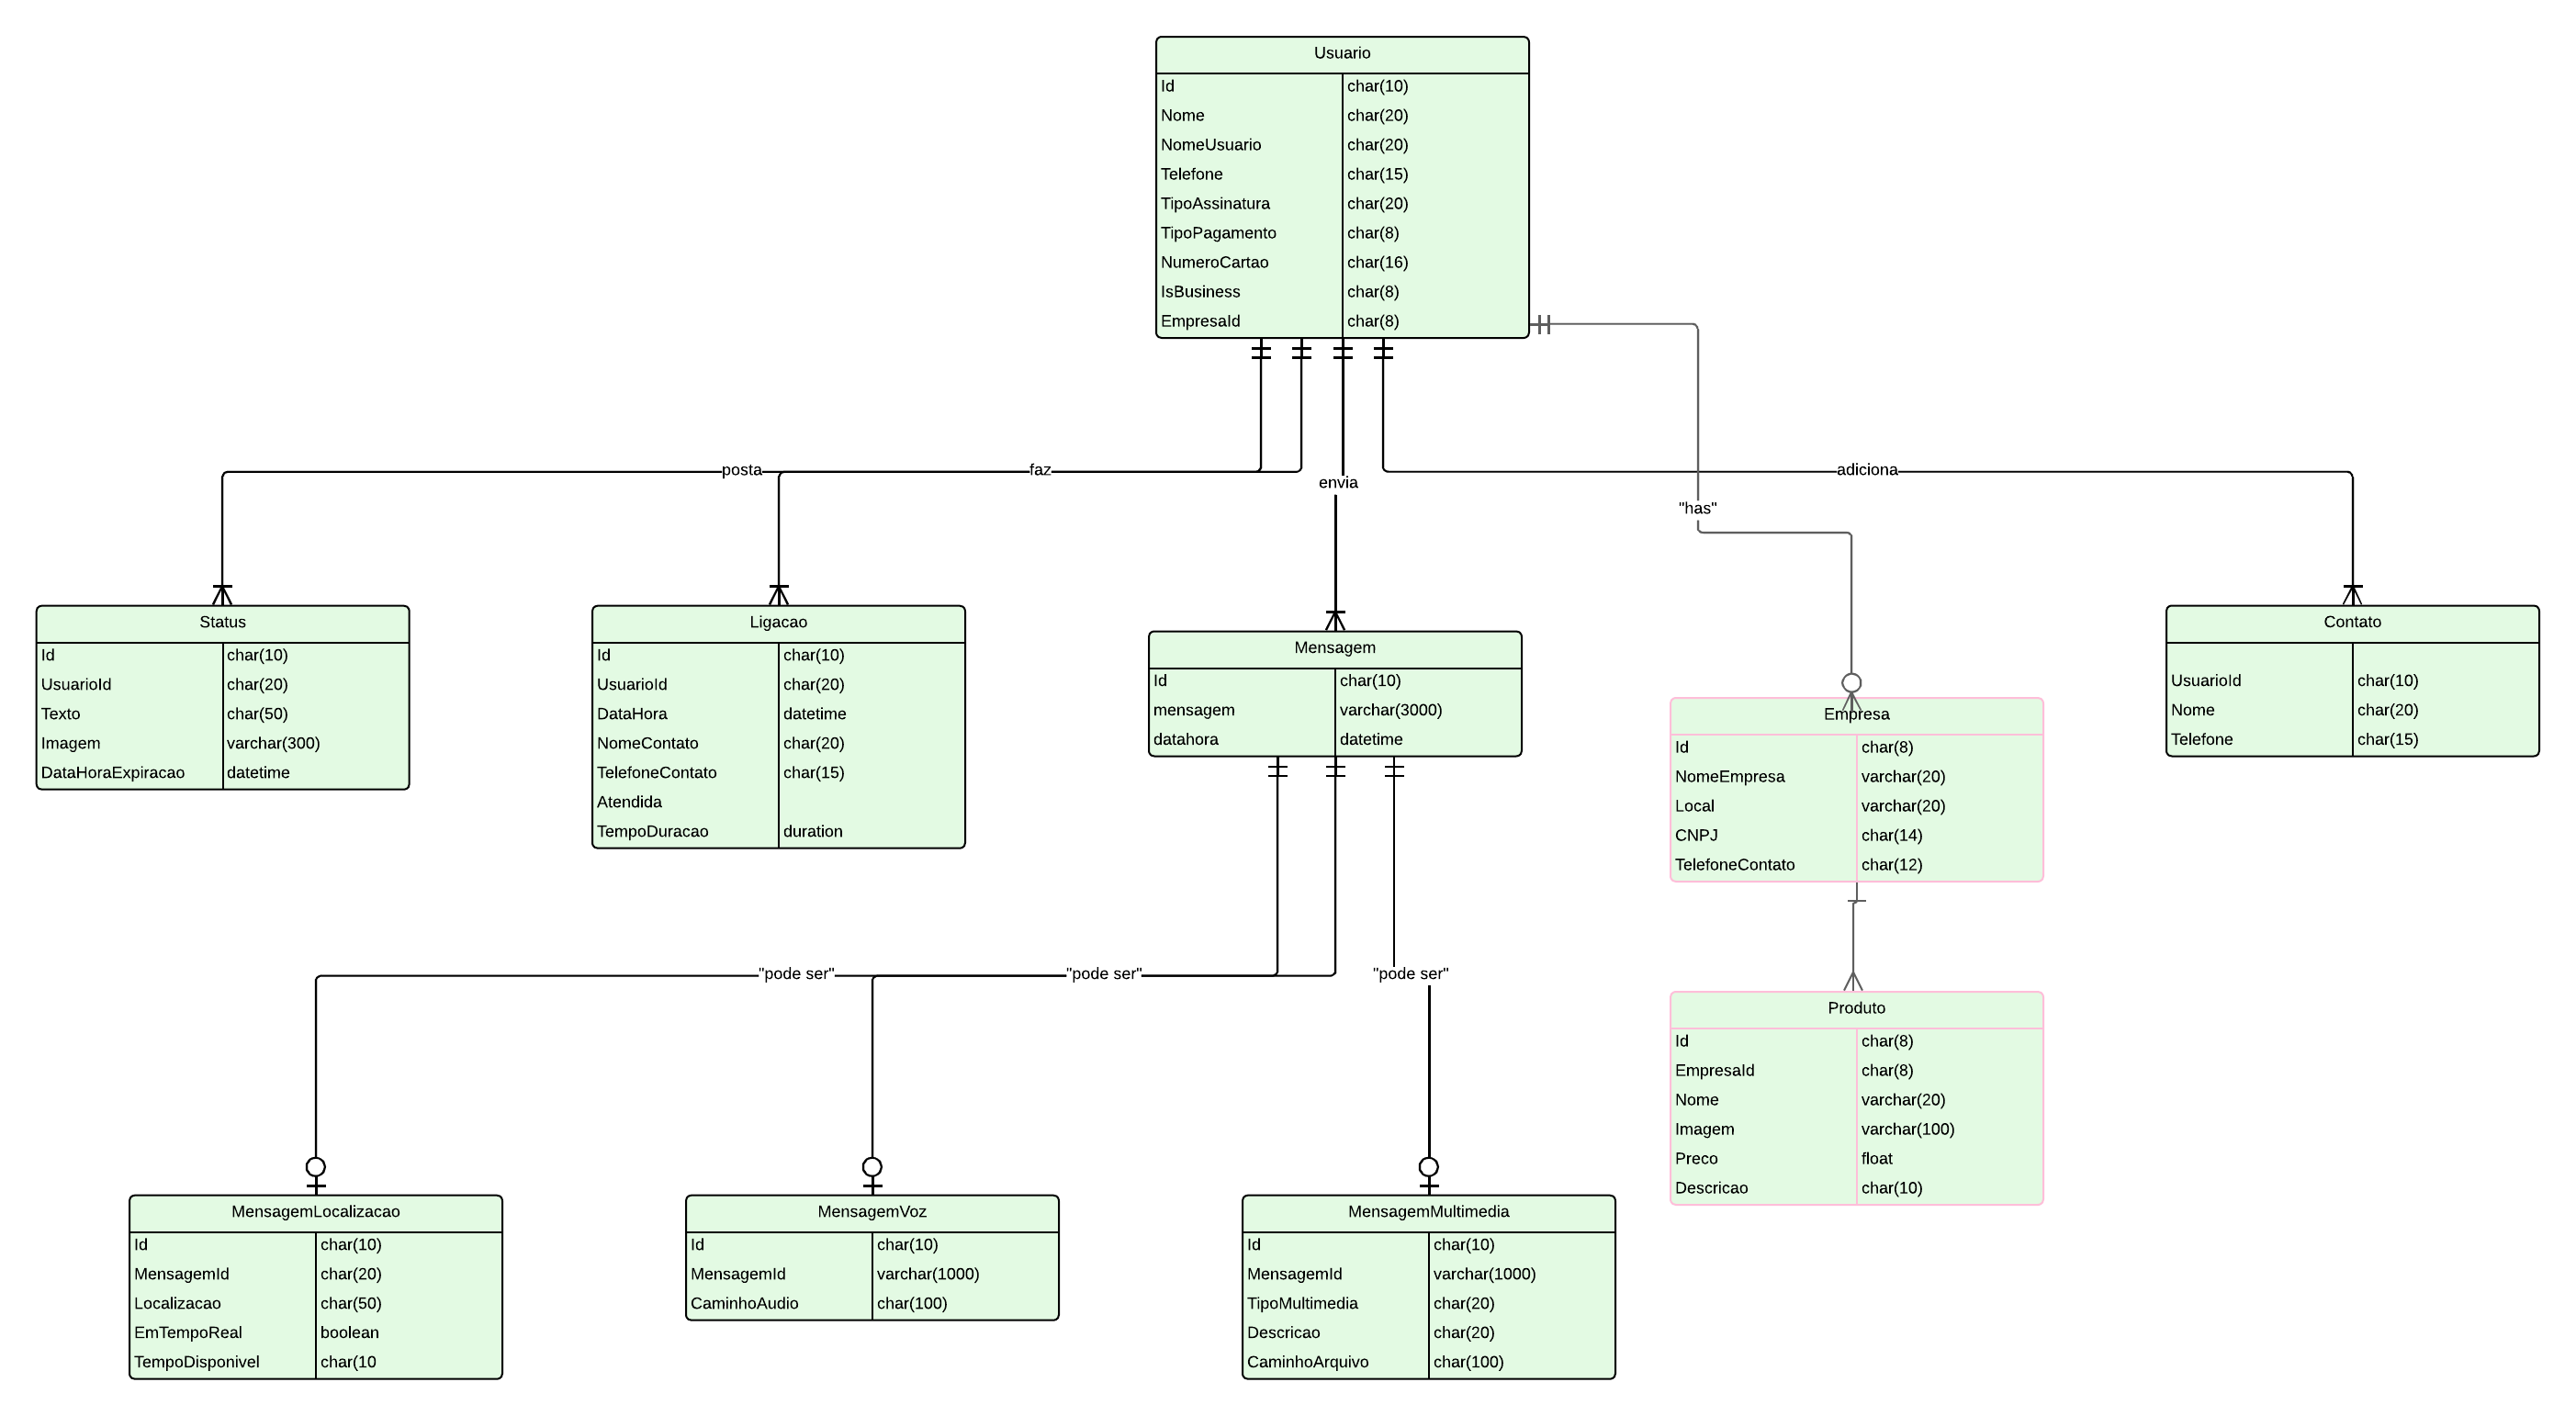 Usuario
Id char(10)
Nome char(20)
NomeUsuario char(20)
Telefone char(15)
TipoAssinatura char(20)
TipoPagamento char(8)
NumeroCartao char(16)
IsBusiness char(8)
EmpresaId char(8)
posta
faz
envia
adiciona
"has"
Status
Id char(10)
UsuarioId char(20)
Texto char(50)
Imagem varchar(300)
DataHoraExpiracao datetime
Ligacao
Id char(10)
UsuarioId char(20)
DataHora datetime
NomeContato char(20)
TelefoneContato char(15)
Atendida
TempoDuracao duration
Mensagem
Id char(10)
mensagem varchar(3000)
datahora datetime
Empresa
Id char(8)
NomeEmpresa varchar(20)
Local varchar(20)
CNPJ char(14)
TelefoneContato char(12)
Contato
UsuarioId char(10)
Nome char(20)
Telefone char(15)
"pode ser"
"pode ser"
"pode ser"
Produto
Id char(8)
EmpresaId char(8)
Nome varchar(20)
Imagem varchar(100)
Preco float
Descricao char(10)
MensagemLocalizacao
Id char(10)
MensagemId char(20)
Localizacao char(50)
EmTempoReal boolean
TempoDisponivel char(10
MensagemVoz
Id char(10)
MensagemId varchar(1000)
CaminhoAudio char(100)
MensagemMultimedia
Id char(10)
MensagemId varchar(1000)
TipoMultimedia char(20)
Descricao char(20)
CaminhoArquivo char(100)